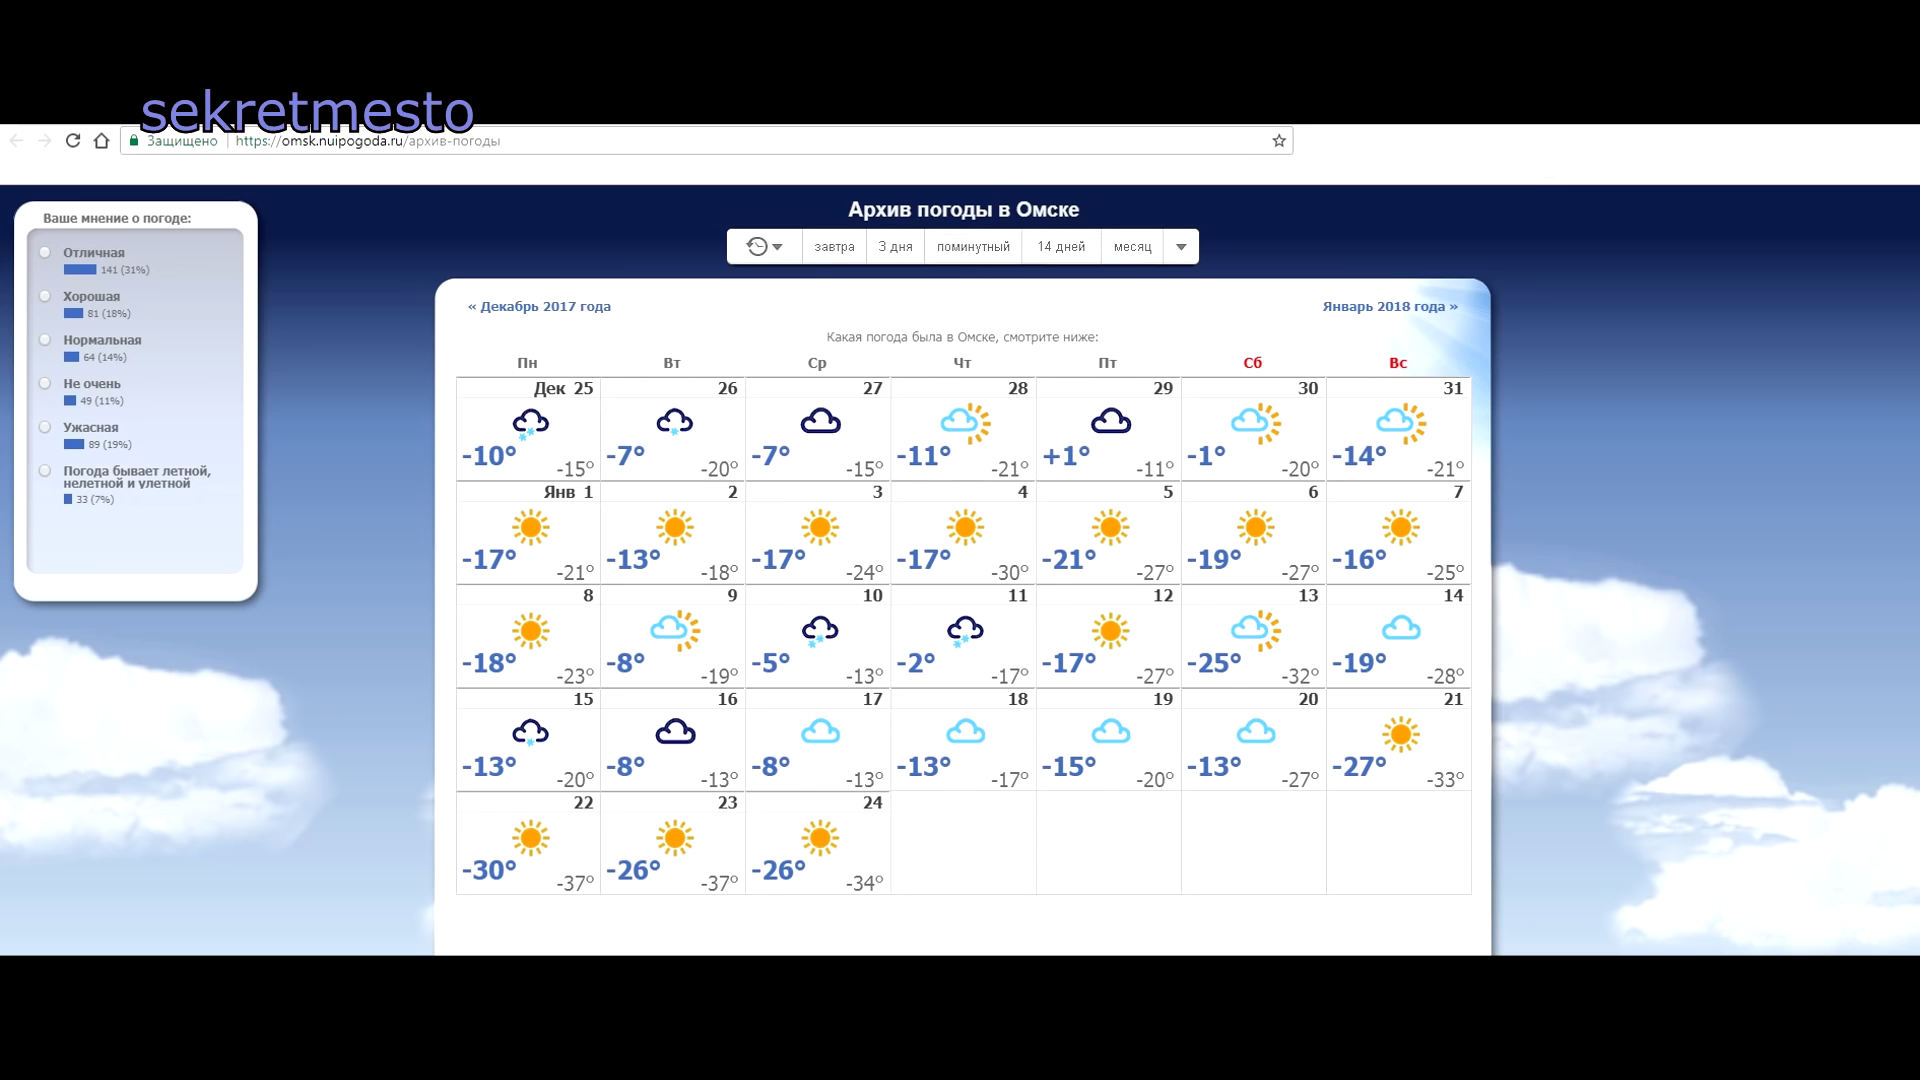 sekretmesto
Защищено https://omsk.nuipogoda.ru/архив-погоды
Ваше мнение о погоде:
Отличная
141 (31%)
Хорошая
81 (18%)
Нормальная
64 (14%)
Не очень
49 (11%)
Ужасная
89 (19%)
Погода бывает летной,
нелетной и улетной
33 (7%)
Архив погоды в Омске
завтра 3 дня поминутный 14 дней месяц
« Декабрь 2017 года Январь 2018 года »
Какая погода была в Омске, смотрите ниже:
Пн Вт Ср Чт Пт Сб Вс
Дек 25 26 27 28 29 30 31
-10° -15° -7° -20° -7° -15° -11° -21° +1° -11° -1° -20° -14° -21°
Янв 1 2 3 4 5 6 7
-17° -21° -13° -18° -17° -24° -17° -30° -21° -27° -19° -27° -16° -25°
8 9 10 11 12 13 14
-18° -23° -8° -19° -5° -13° -2° -17° -17° -27° -25° -32° -19° -28°
15 16 17 18 19 20 21
-13° -20° -8° -13° -8° -13° -13° -17° -15° -20° -13° -27° -27° -33°
22 23 24
-30° -37° -26° -37° -26° -34°